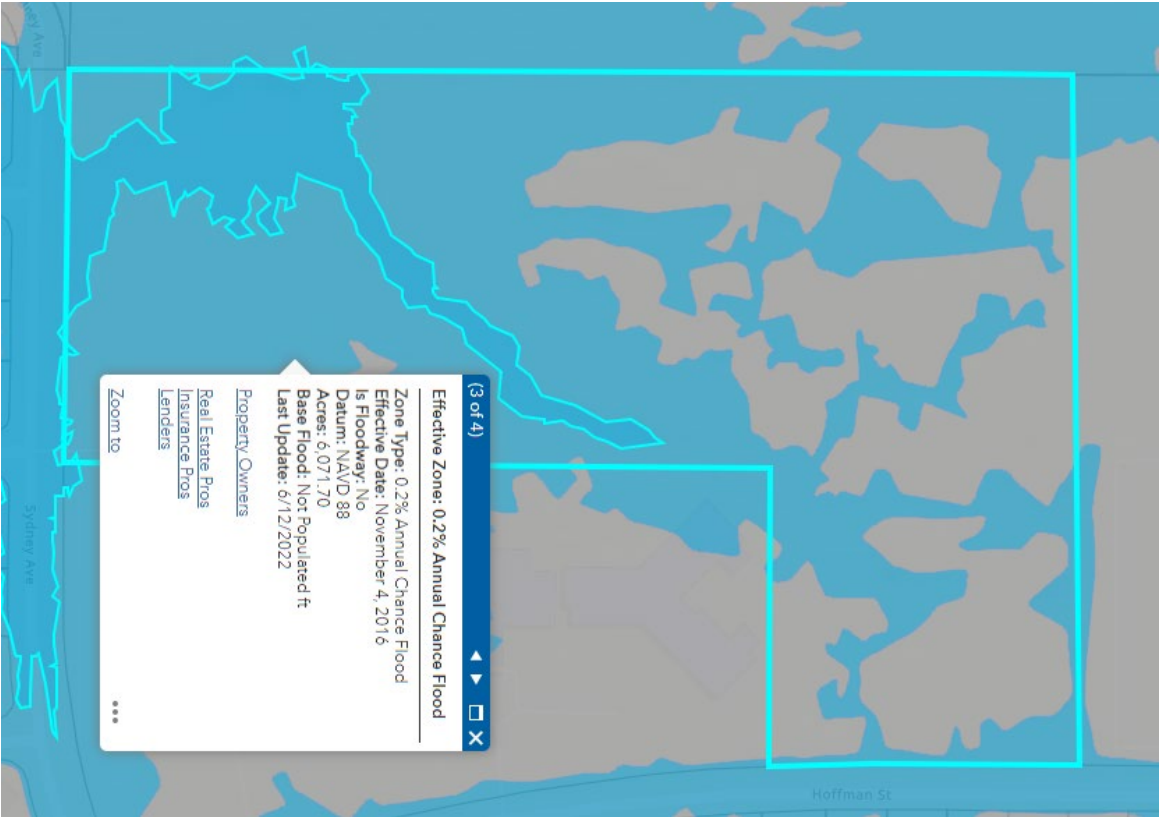 ney Ave
(3 of 4)
Effective Zone: 0.2% Annual Chance Flood
Zone Type: 0.2% Annual Chance Flood
Effective Date: November 4, 2016
Is Floodway: No
Datum: NAVD 88
Acres: 6,071.70
Base Flood: Not Populated ft
Last Update: 6/12/2022
Property Owners
Real Estate Pros
Insurance Pros
Lenders
Zoom to
Sydney Ave
Hoffman St